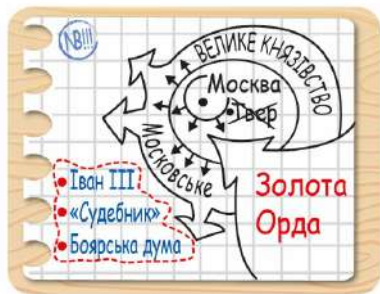 NB!!!
ВЕЛИКЕ КНЯЗІВСТВО
Москва
Твер
Московське
• Іван III
• «Судебник»
• Боярська дума
Золота
Орда